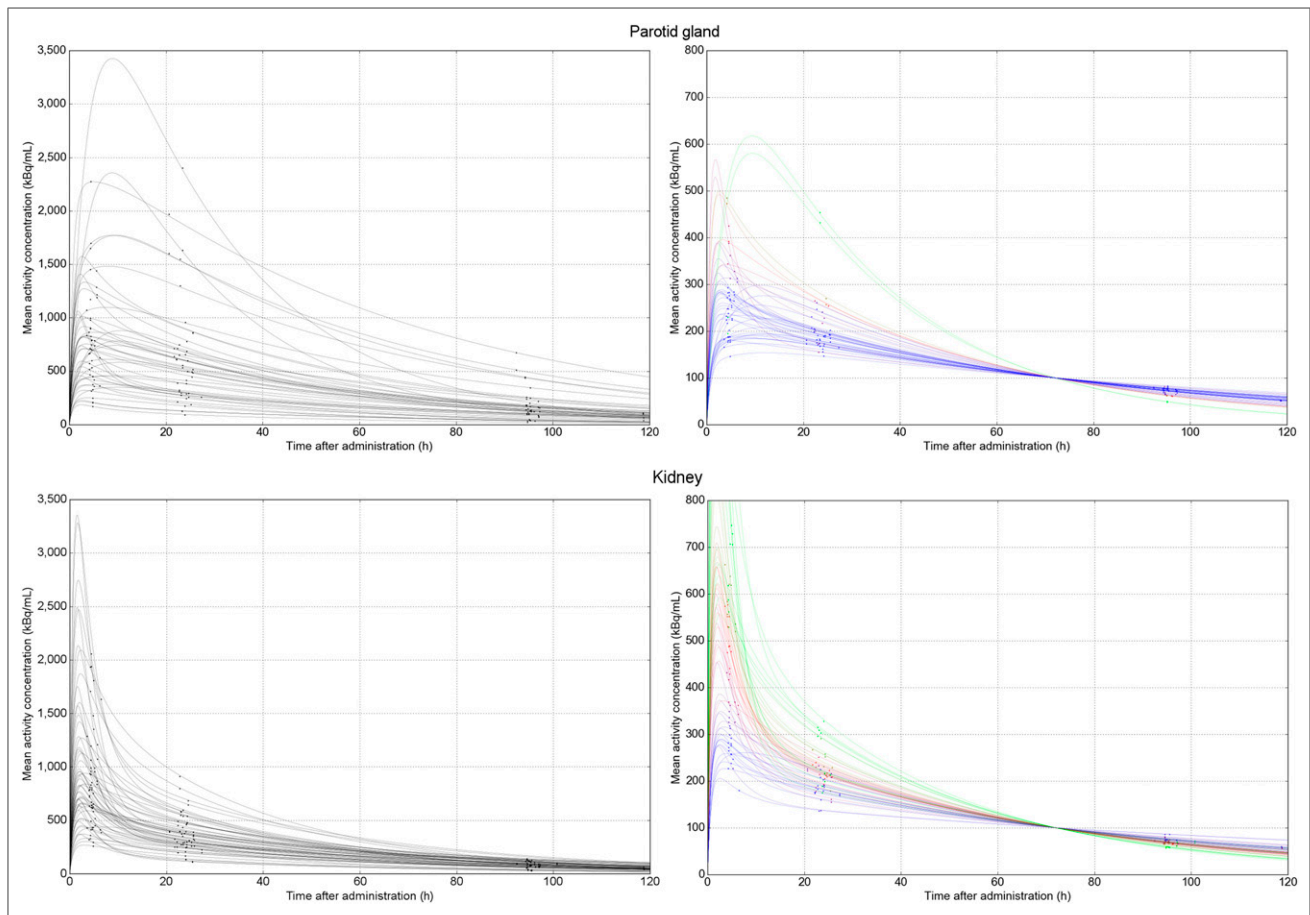 Parotid gland
Mean activity concentration (kBq/mL)
3,500
3,000
2,500
2,000
1,500
1,000
500
0
0 20 40 60 80 100 120
Time after administration (h)
Mean activity concentration (kBq/mL)
800
700
600
500
400
300
200
100
0
0 20 40 60 80 100 120
Time after administration (h)
Kidney
Mean activity concentration (kBq/mL)
3,500
3,000
2,500
2,000
1,500
1,000
500
0
0 20 40 60 80 100 120
Time after administration (h)
Mean activity concentration (kBq/mL)
800
700
600
500
400
300
200
100
0
0 20 40 60 80 100 120
Time after administration (h)